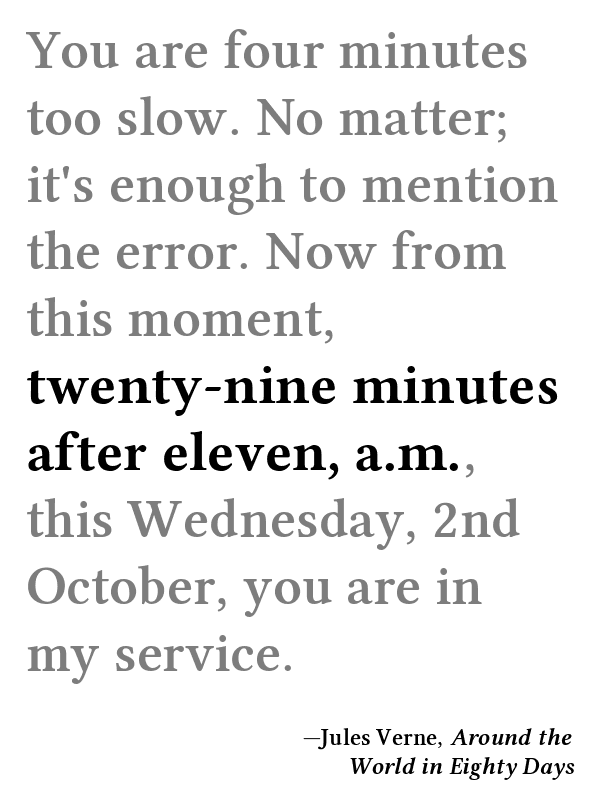 You are four minutes
too slow. No matter;
it's enough to mention
the error. Now from
this moment,
twenty-nine minutes
after eleven, a.m.,
this Wednesday, 2nd
October, you are in
my service.
—Jules Verne, Around the
World in Eighty Days